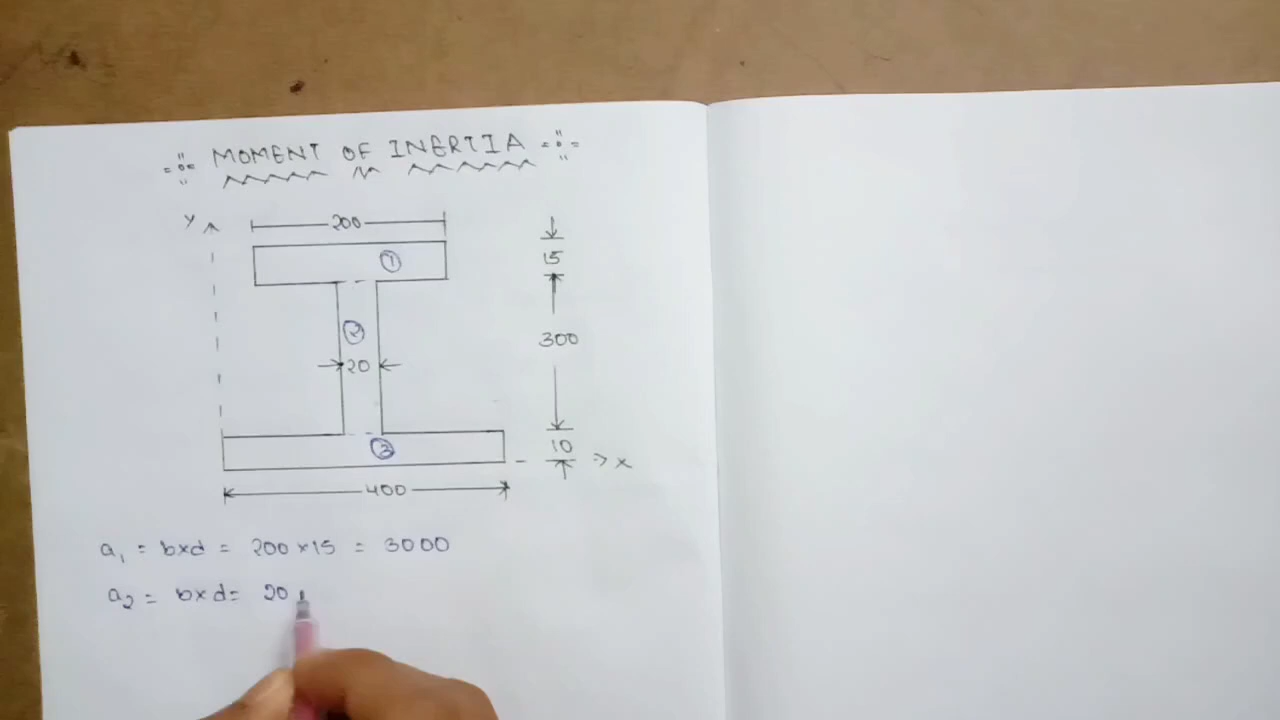 MOMENT OF INERTIA
Y
200
1
15
2
300
20
3
10
X
400
a₁ = b×d = 200×15 = 3000
a₂ = b×d = 20